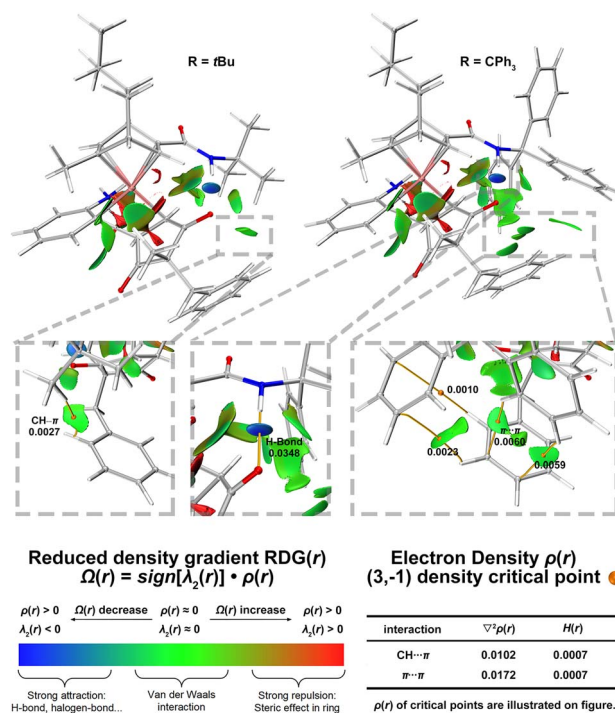 R = tBu
R = CPh₃
CH···π
0.0027
H-Bond
0.0348
0.0010
π···π
0.0060
0.0023
0.0059
Reduced density gradient RDG(r)
Ω(r) = sign[λ₂(r)] • ρ(r)
ρ(r) > 0 Ω(r) decrease ρ(r) ≈ 0 Ω(r) increase ρ(r) > 0
λ₂(r) < 0 λ₂(r) ≈ 0 λ₂(r) > 0
Strong attraction: Van der Waals Strong repulsion:
H-bond, halogen-bond... interaction Steric effect in ring
Electron Density ρ(r)
(3,-1) density critical point
interaction ▽²ρ(r) H(r)
CH···π 0.0102 0.0007
π···π 0.0172 0.0007
ρ(r) of critical points are illustrated on figure